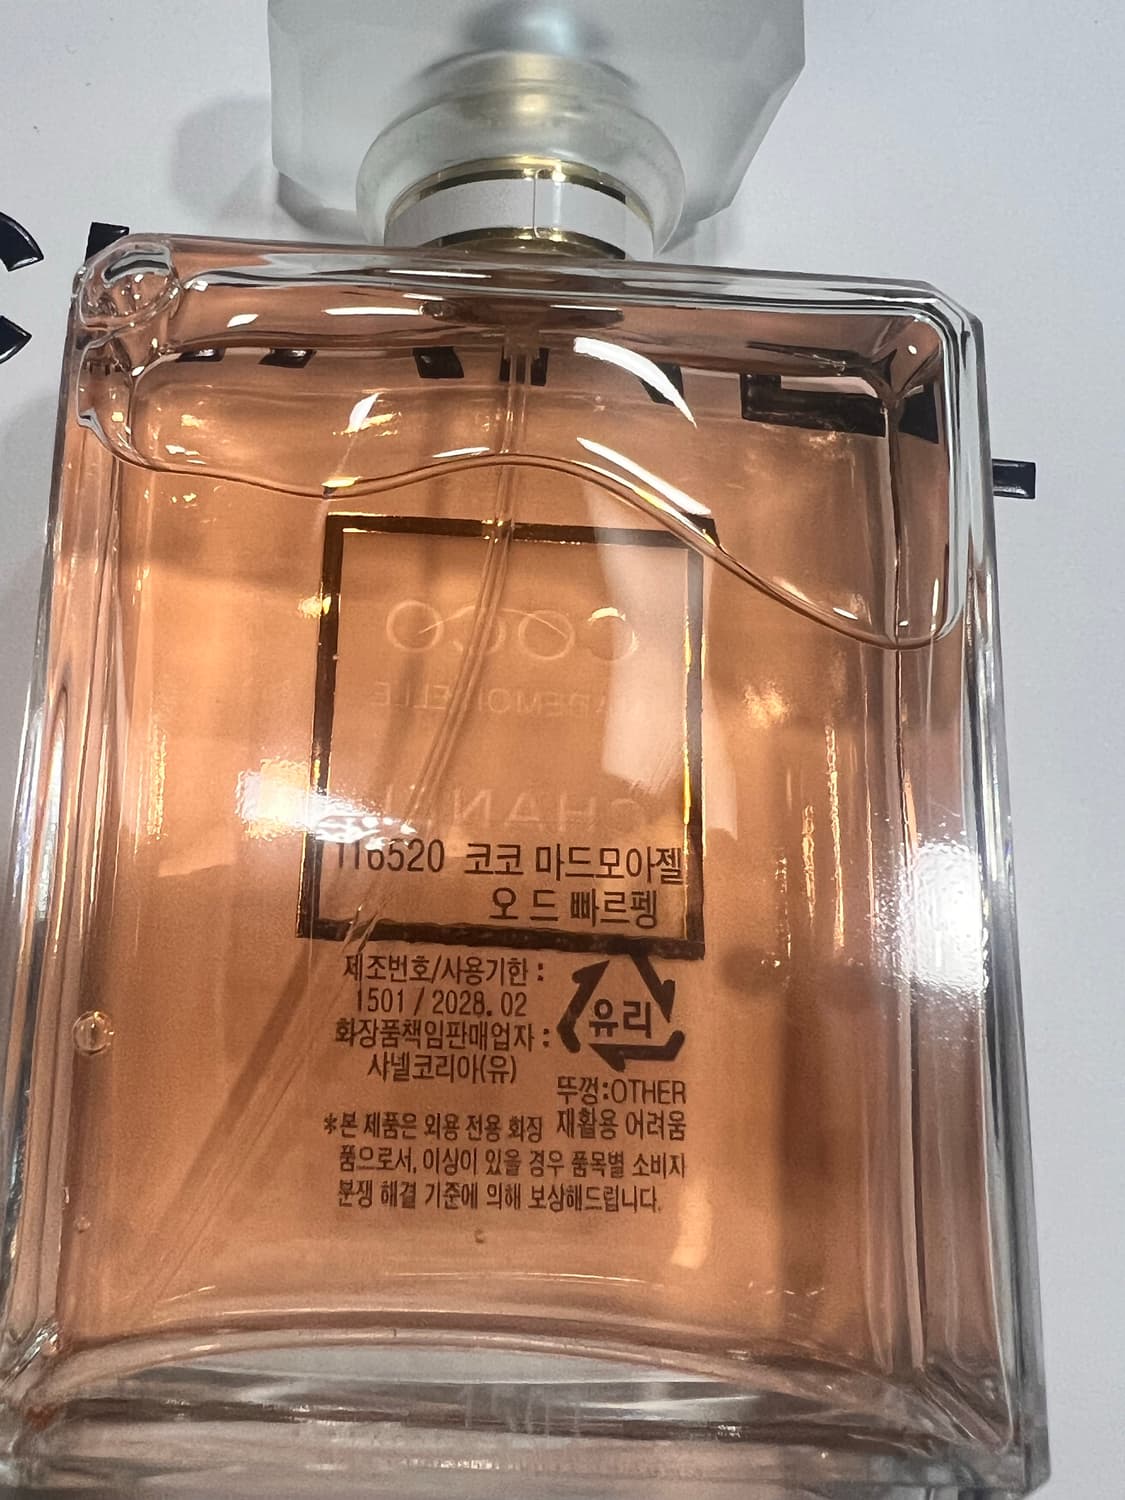 COCO
MADEMOISELLE
CHANEL
116520 코코 마드모아젤
오 드 빠르펭
제조번호/사용기한 :
1501 / 2028. 02
화장품책임판매업자 :
샤넬코리아(유)
유리
뚜껑:OTHER
재활용 어려움
*본 제품은 외용 전용 화장
품으로서, 이상이 있을 경우 품목별 소비자
분쟁 해결 기준에 의해 보상해드립니다.